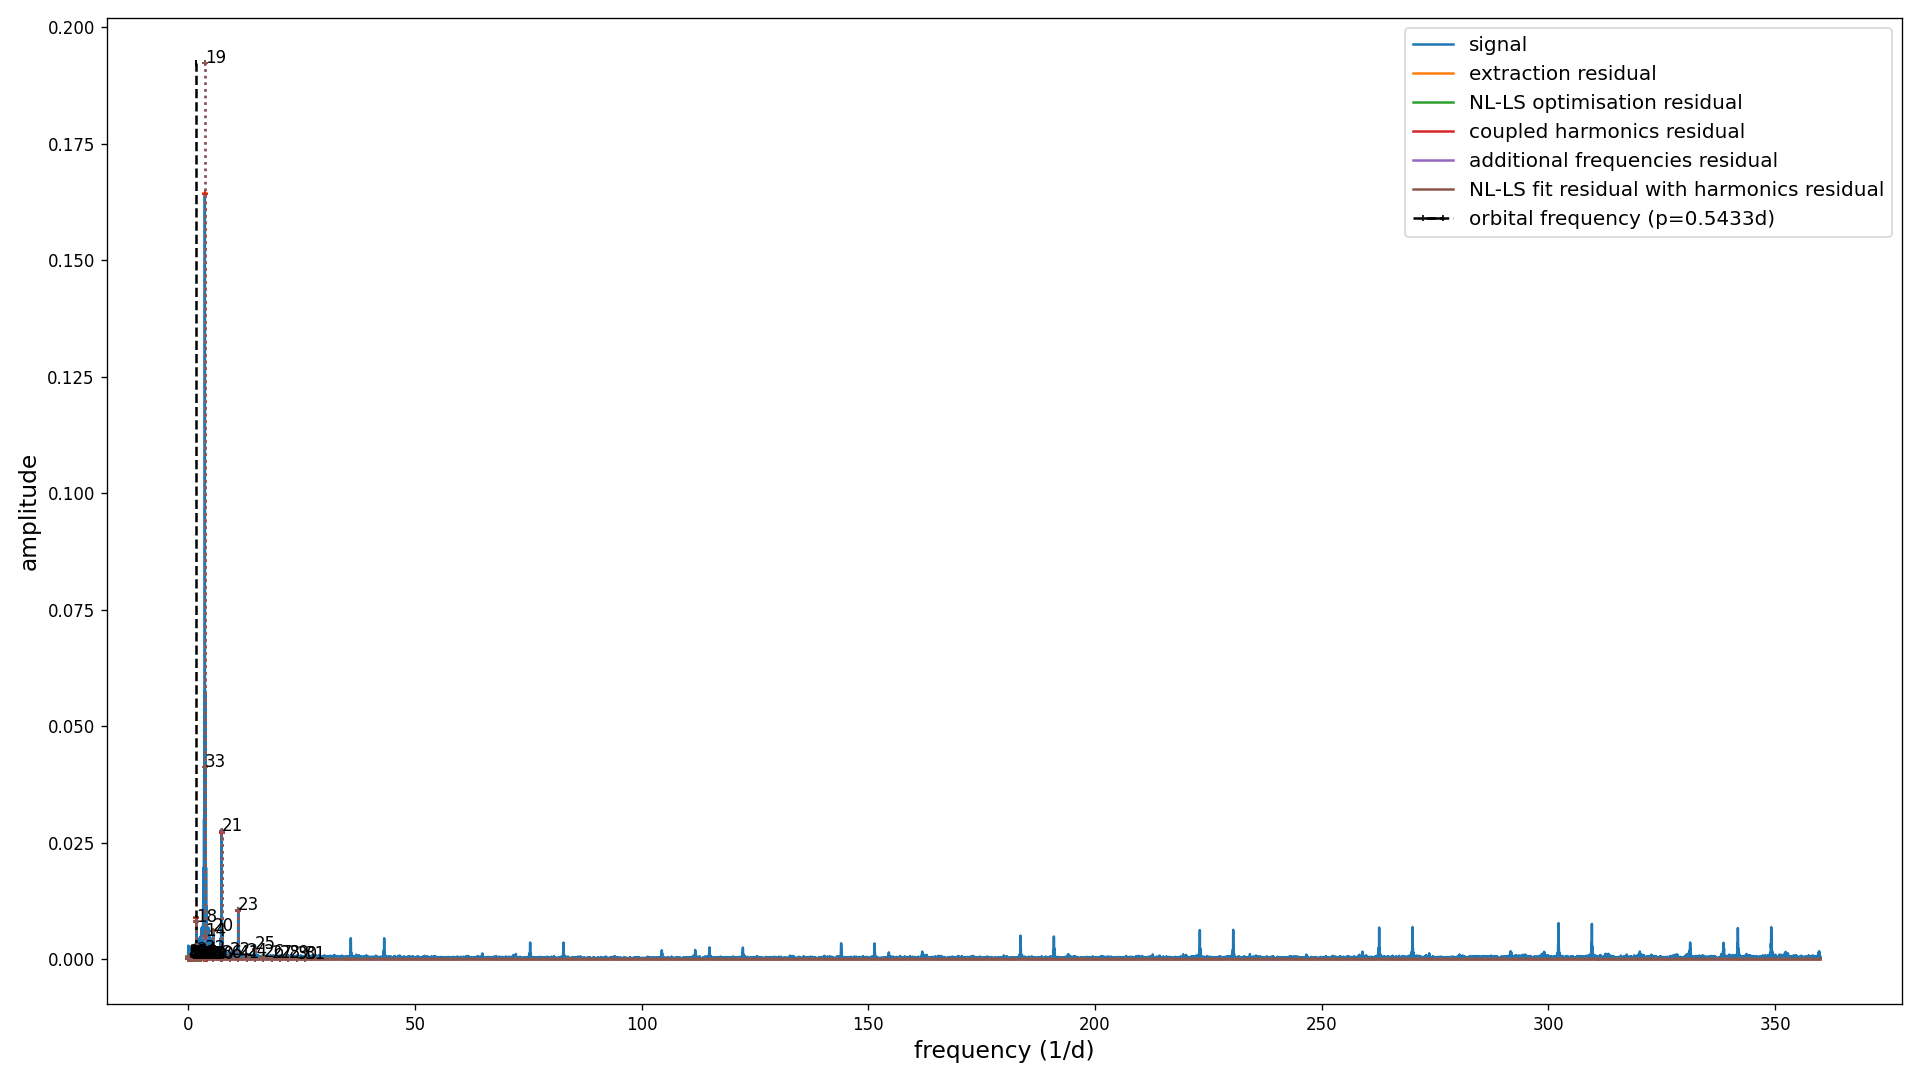 0.200
0.175
0.150
0.125
0.100
0.075
0.050
0.025
0.000
amplitude
19
33
21
18
23
20
14
25
signal
extraction residual
NL-LS optimisation residual
coupled harmonics residual
additional frequencies residual
NL-LS fit residual with harmonics residual
orbital frequency (p=0.5433d)
0
50
100
150
200
250
300
350
frequency (1/d)